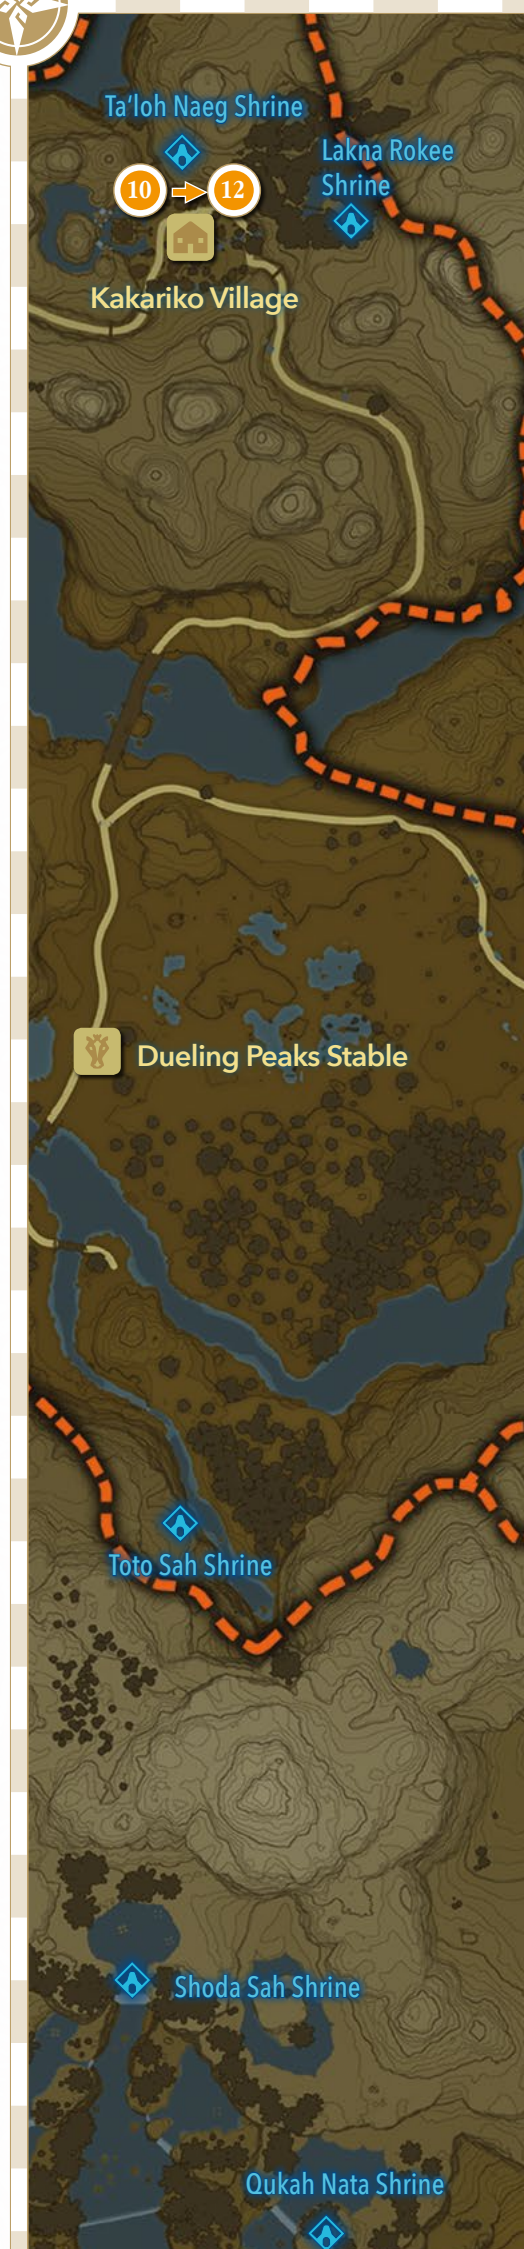 Ta'loh Naeg Shrine
Lakna Rokee
Shrine
10
12
Kakariko Village
Dueling Peaks Stable
Toto Sah Shrine
Shoda Sah Shrine
Qukah Nata Shrine